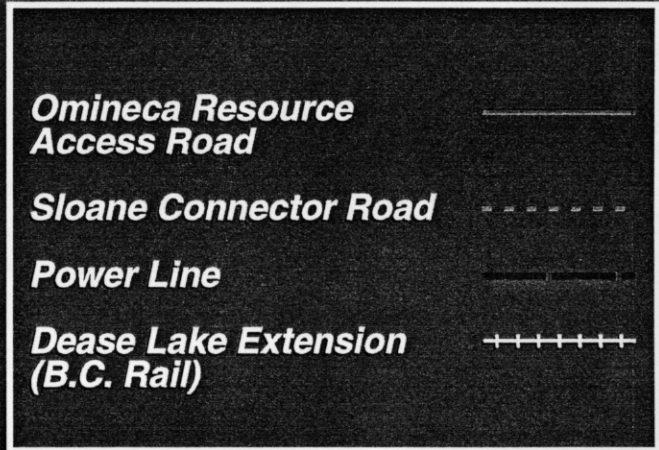 Omineca Resource
Access Road
Sloane Connector Road
Power Line
Dease Lake Extension
(B.C. Rail)